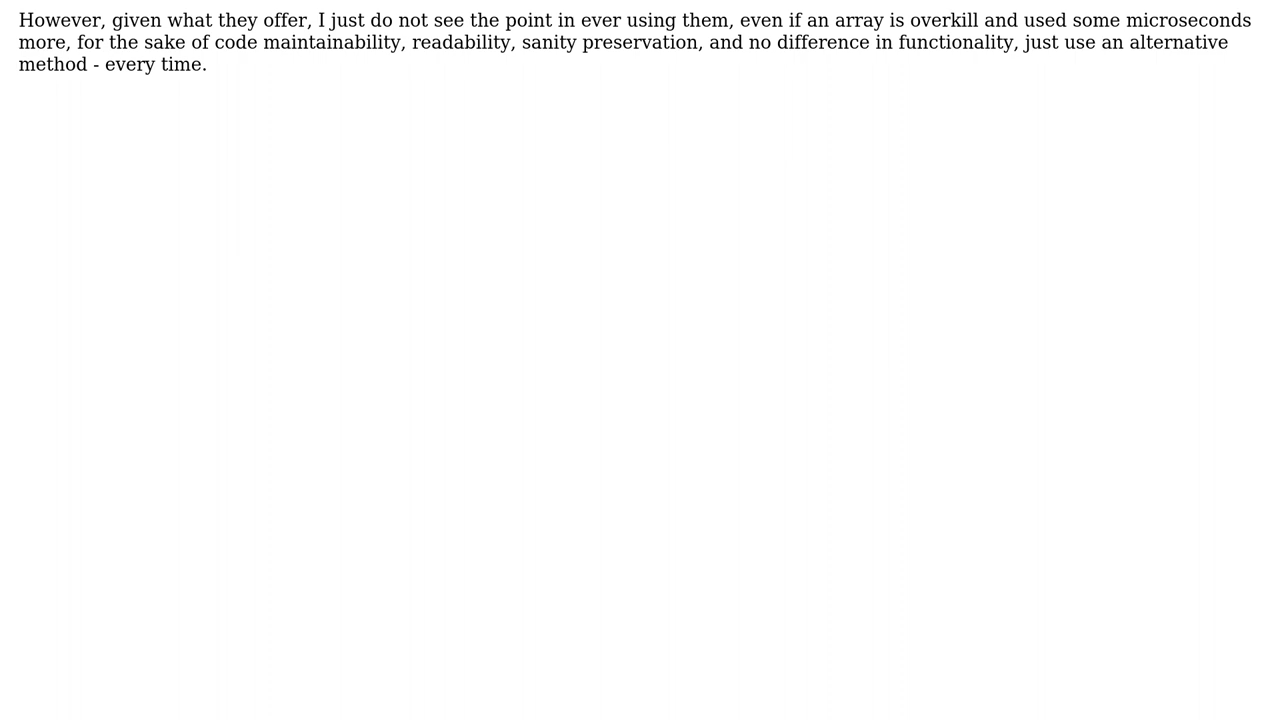 However, given what they offer, I just do not see the point in ever using them, even if an array is overkill and used some microseconds
more, for the sake of code maintainability, readability, sanity preservation, and no difference in functionality, just use an alternative
method - every time.